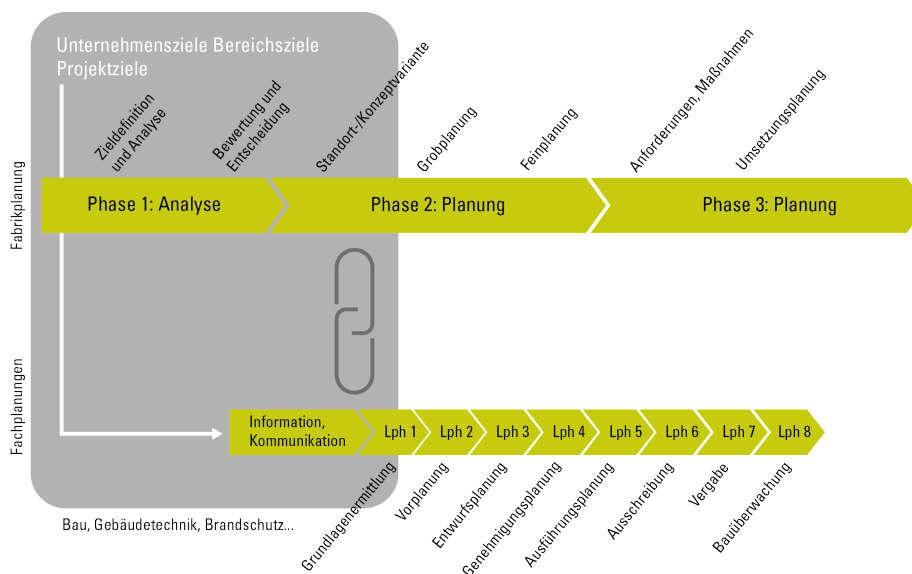 Unternehmensziele Bereichsziele
Projektziele
Zieldefinition
und Analyse
Bewertung und
Entscheidung
Standort-/Konzeptvariante
Grobplanung
Feinplanung
Anforderungen, Maßnahmen
Umsetzungsplanung
Fabrikplanung
Phase 1: Analyse
Phase 2: Planung
Phase 3: Planung
Fachplanungen
Information,
Kommunikation
Lph 1
Lph 2
Lph 3
Lph 4
Lph 5
Lph 6
Lph 7
Lph 8
Grundlagenermittlung
Vorplanung
Entwurfsplanung
Genehmigungsplanung
Ausführungsplanung
Ausschreibung
Vergabe
Bauüberwachung
Bau, Gebäudetechnik, Brandschutz...